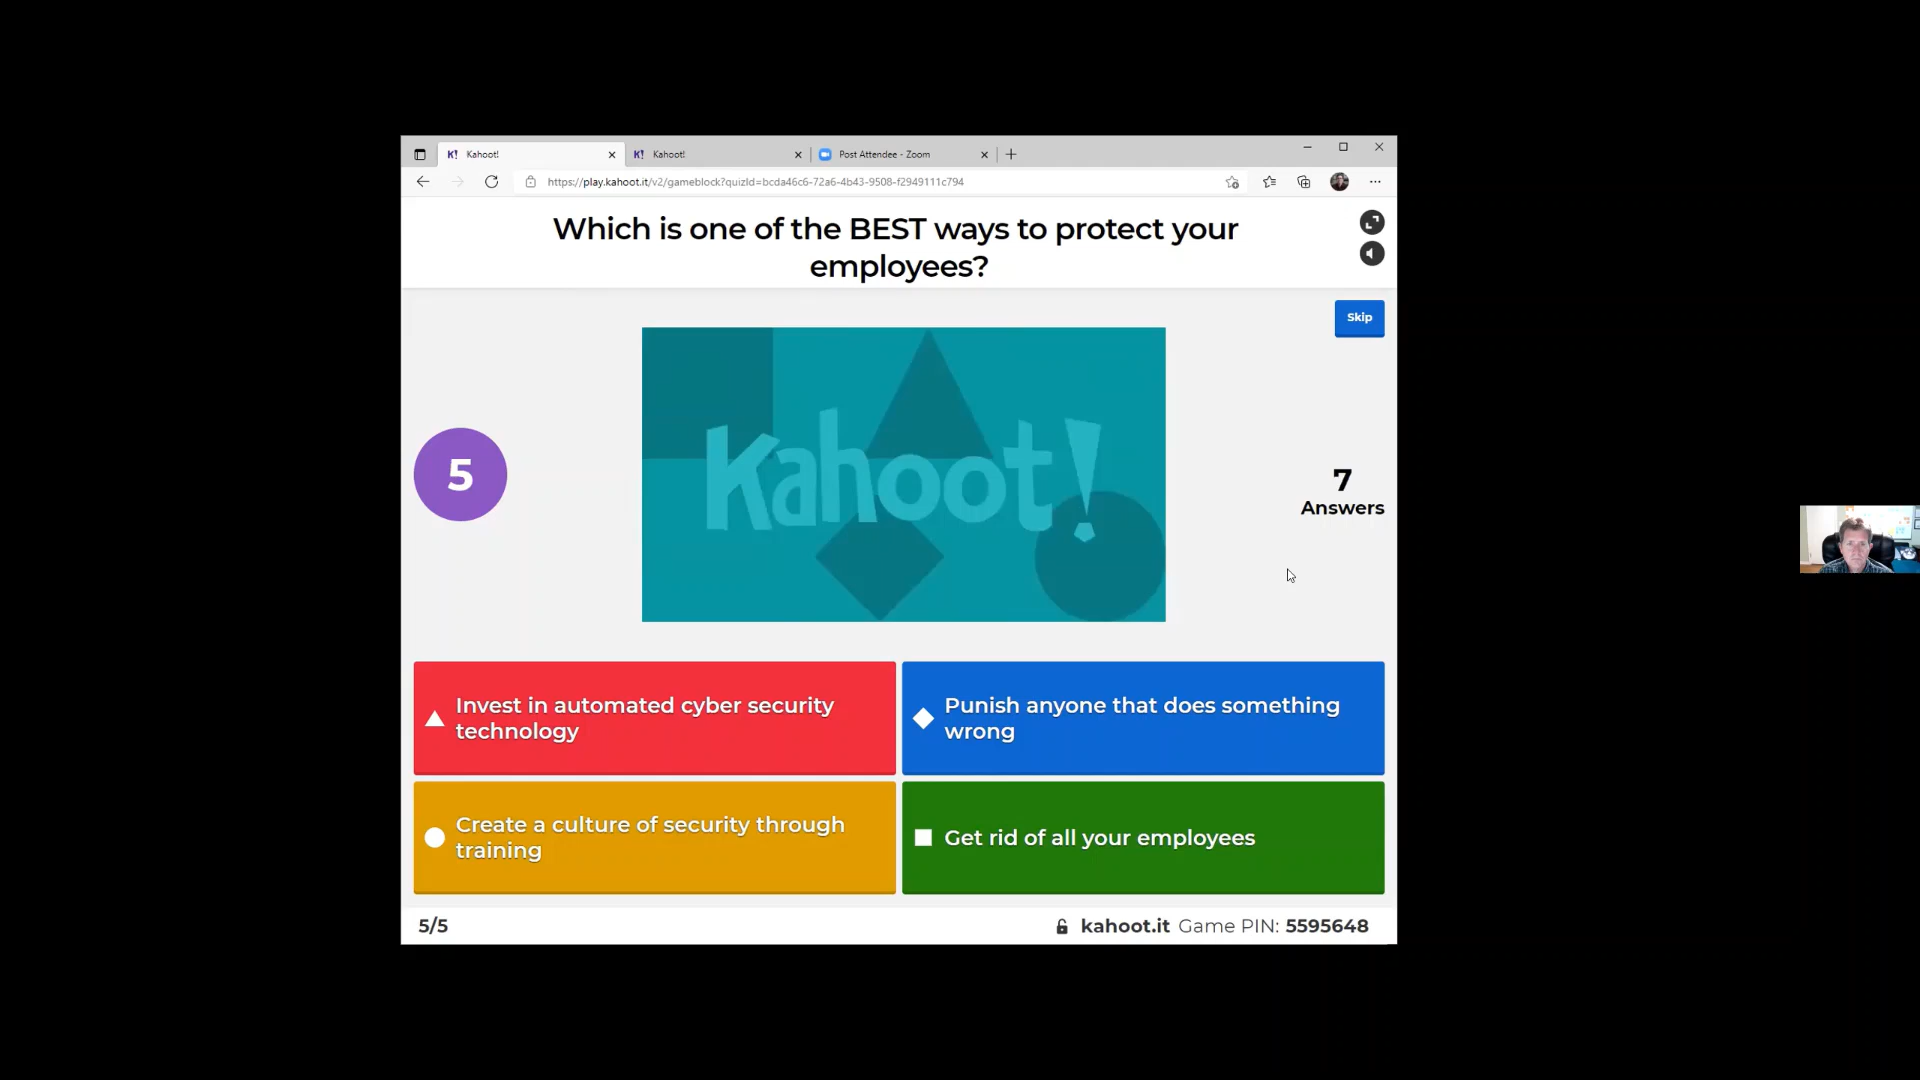 Kahoot!
Kahoot!
Post Attendee - Zoom
https://play.kahoot.it/v2/gameblock?quizId=bcda46c6-72a6-4b43-9508-f2949111c794
Which is one of the BEST ways to protect your
employees?
Skip
5
Kahoot!
7
Answers
Invest in automated cyber security
technology
Punish anyone that does something
wrong
Create a culture of security through
training
Get rid of all your employees
5/5
kahoot.it Game PIN: 5595648